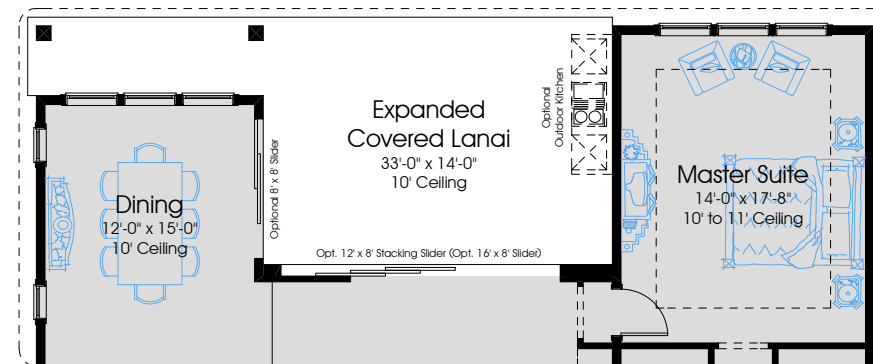 Expanded
Covered Lanai
33'-0" x 14'-0"
10' Ceiling
Optional
Outdoor Kitchen
Optional 8' x 8' Slider
Opt. 12' x 8' Stacking Slider (Opt. 16' x 8' Slider)
Dining
12'-0" x 15'-0"
10' Ceiling
Master Suite
14'-0" x 17'-8"
10' to 11' Ceiling